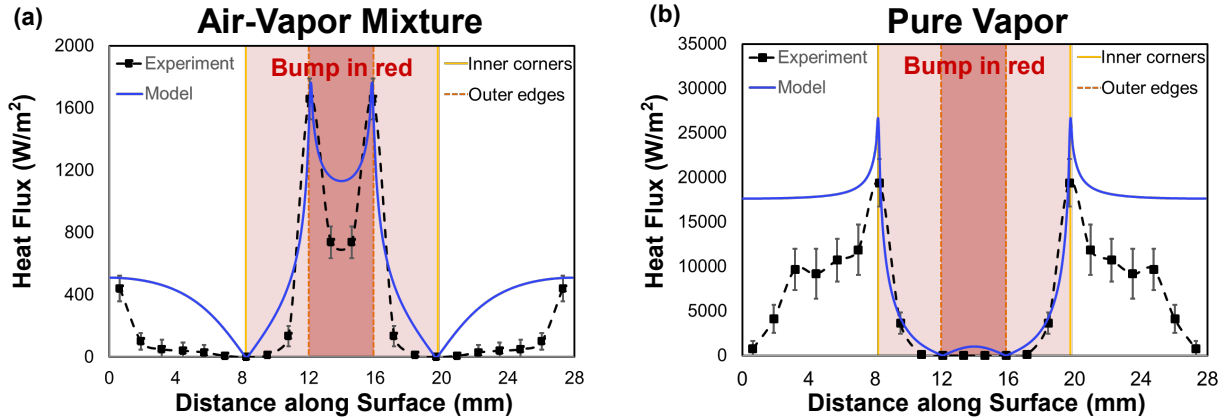 (a)
Air-Vapor Mixture
2000
1600
1200
800
400
0
Heat Flux (W/m²)
Experiment
Model
Bump in red
Inner corners
Outer edges
0 4 8 12 16 20 24 28
Distance along Surface (mm)
(b)
Pure Vapor
35000
30000
25000
20000
15000
10000
5000
0
Heat Flux (W/m²)
Experiment
Model
Bump in red
Inner corners
Outer edges
0 4 8 12 16 20 24 28
Distance along Surface (mm)